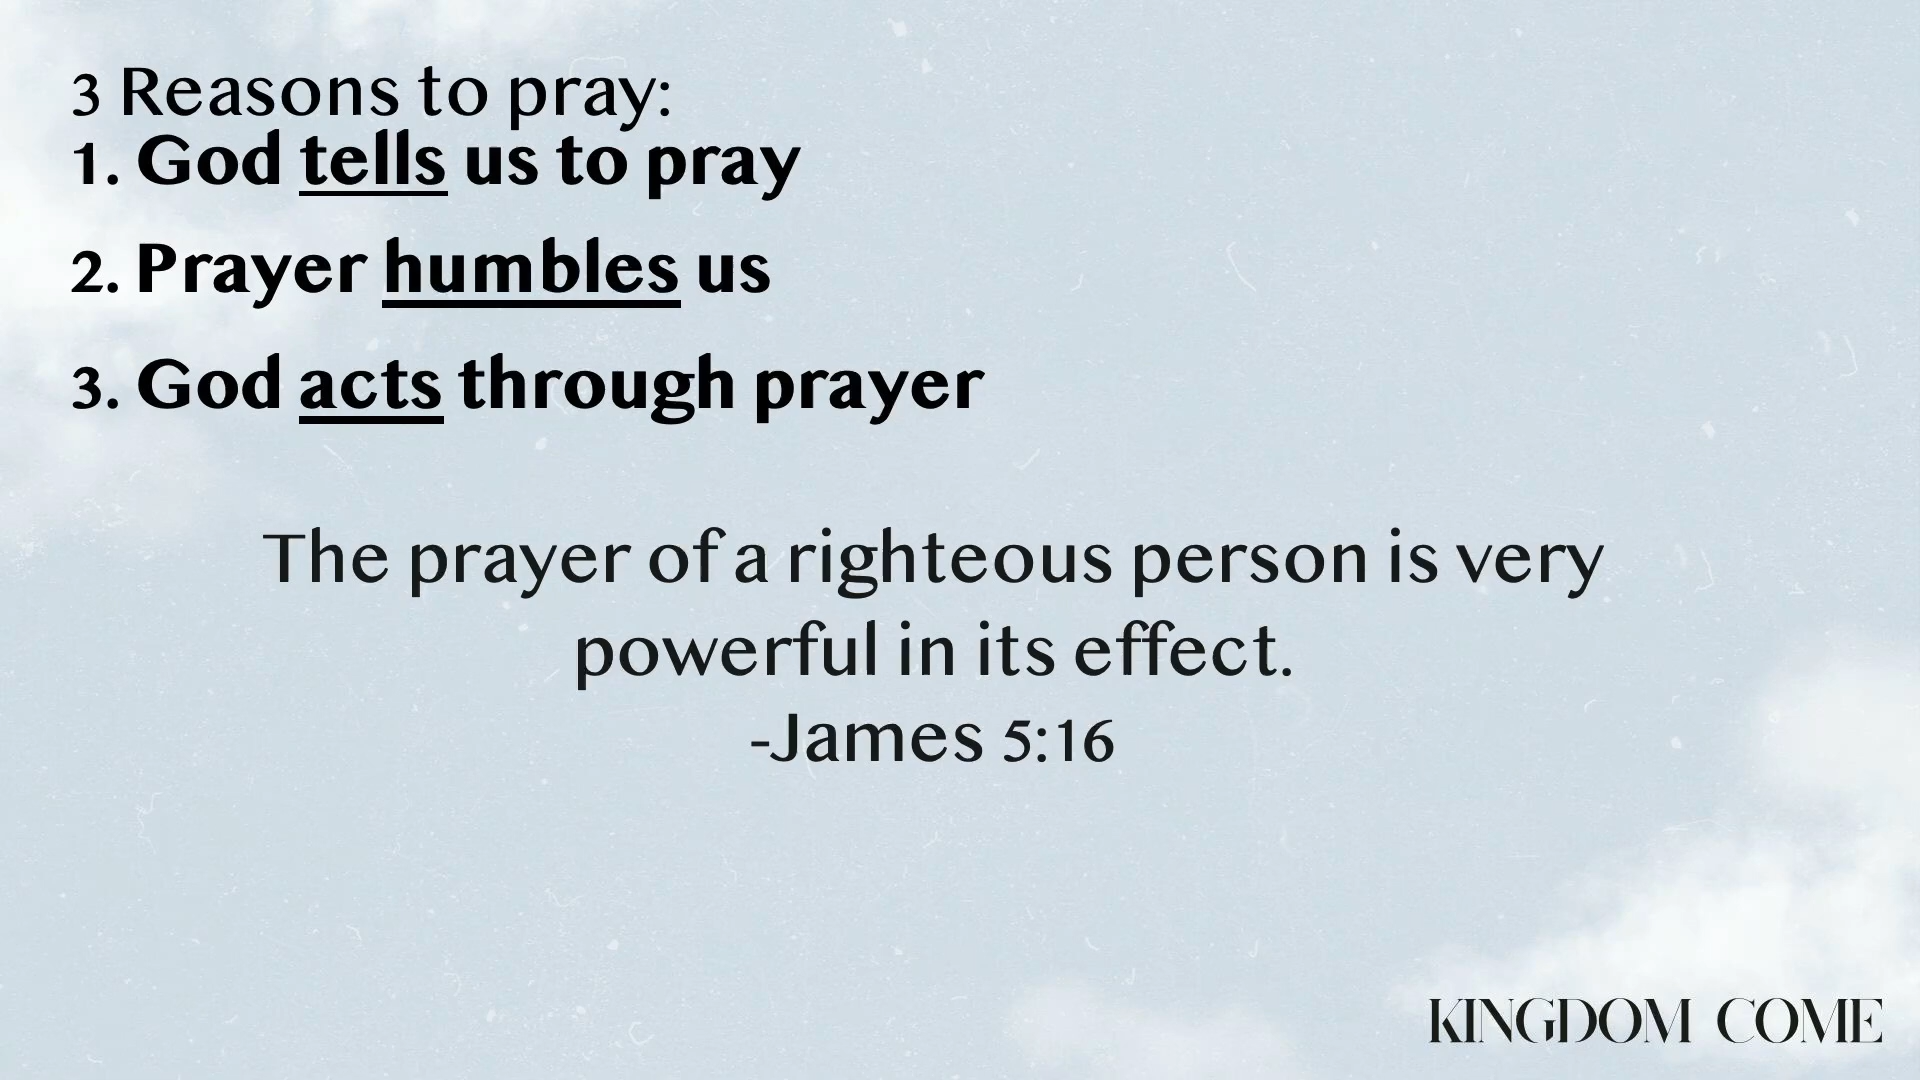 3 Reasons to pray:
1. God tells us to pray
2. Prayer humbles us
3. God acts through prayer
The prayer of a righteous person is very
powerful in its effect.
-James 5:16
KINGDOM COME